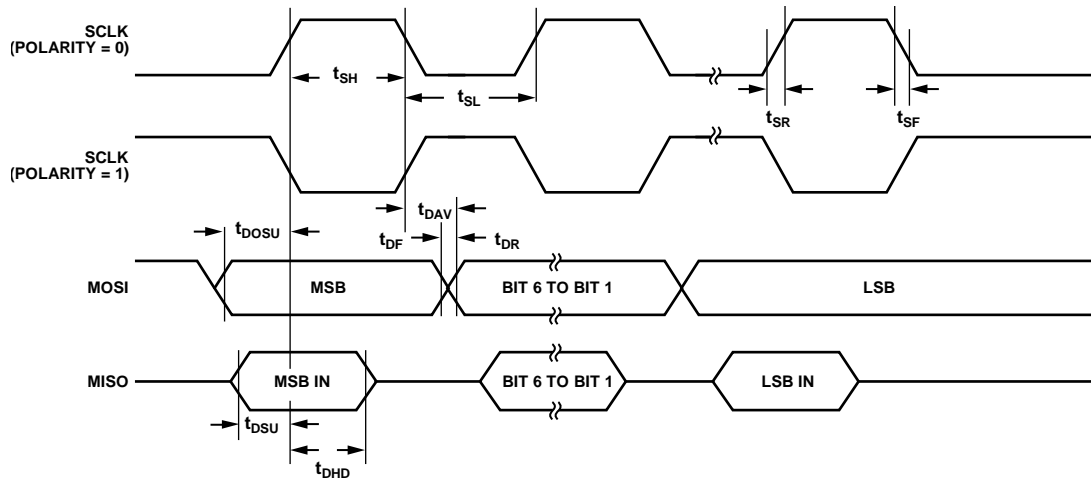 SCLK
(POLARITY = 0)
tSH
tSL
tSR
tSF
SCLK
(POLARITY = 1)
tDAV
tDOSU
tDF
tDR
MOSI
MSB
BIT 6 TO BIT 1
LSB
MISO
MSB IN
BIT 6 TO BIT 1
LSB IN
tDSU
tDHD